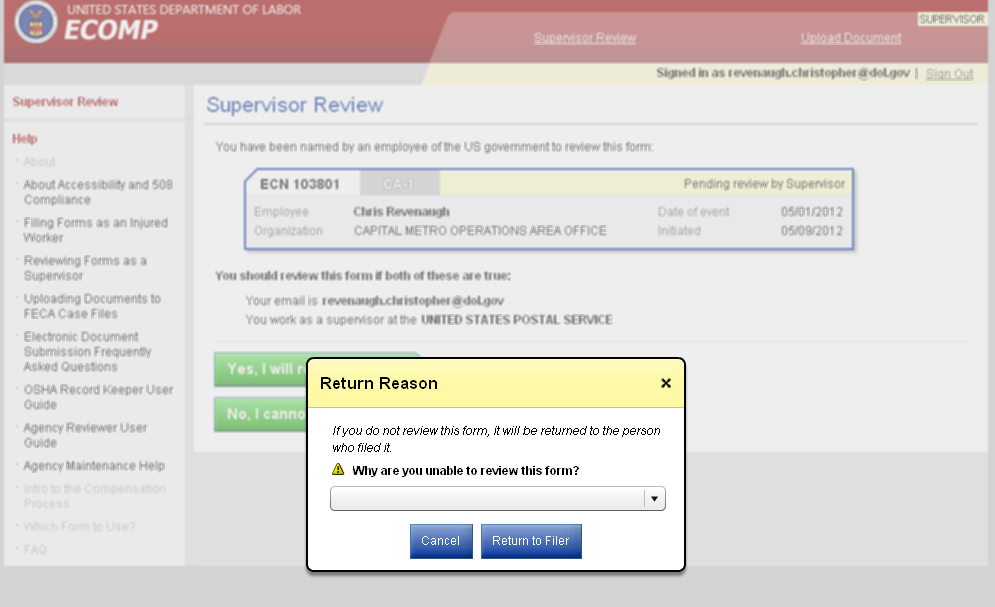 UNITED STATES DEPARTMENT OF LABOR
ECOMP
SUPERVISOR
Supervisor Review
Upload Document
Signed in as revenaugh.christopher@dol.gov | Sign Out
Supervisor Review
Help
About
About Accessibility and 508
Compliance
Filing Forms as an Injured
Worker
Reviewing Forms as a
Supervisor
Uploading Documents to
FECA Case Files
Electronic Document
Submission Frequently
Asked Questions
OSHA Record Keeper User
Guide
Agency Reviewer User
Guide
Agency Maintenance Help
Intro to the Compensation
Process
Which Form to Use?
FAQ
Supervisor Review
You have been named by an employee of the US government to review this form:
ECN 103801 CA-1 Pending review by Supervisor
Employee Chris Revenaugh Date of event 05/01/2012
Organization CAPITAL METRO OPERATIONS AREA OFFICE Initiated 05/09/2012
You should review this form if both of these are true:
Your email is revenaugh.christopher@dol.gov
You work as a supervisor at the UNITED STATES POSTAL SERVICE
Yes, I will
No, I canno
Return Reason
If you do not review this form, it will be returned to the person
who filed it.
Why are you unable to review this form?
Cancel
Return to Filer